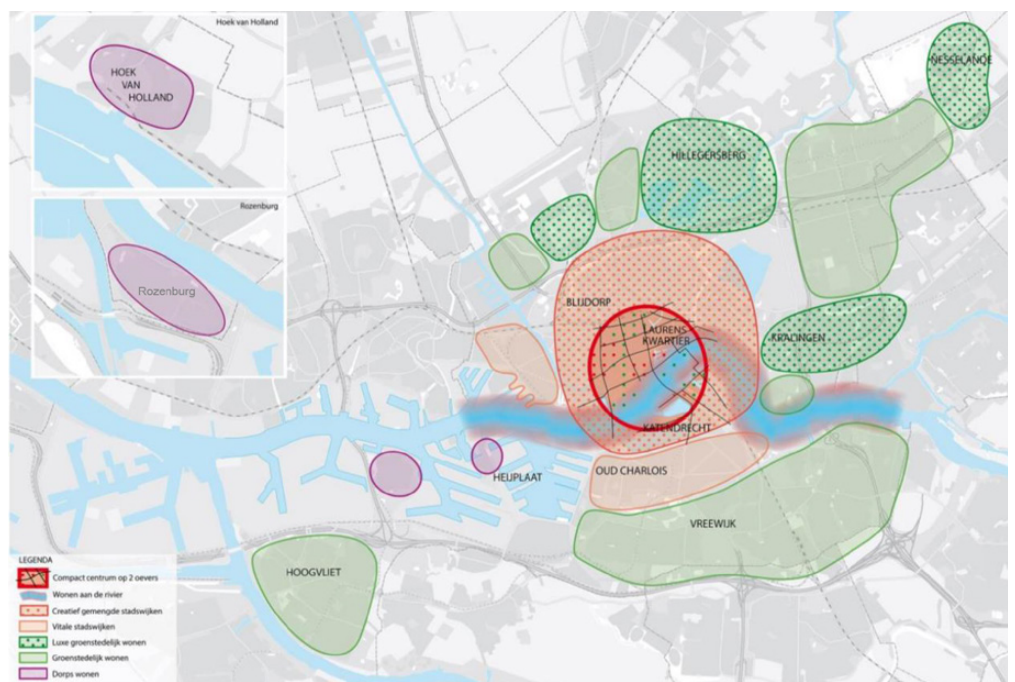 Hoek van Holland
HOEK
VAN
HOLLAND
Rozenburg
Rozenburg
NESSELANDE
HILLEGERSBERG
BLIJDORP
LAURENS
KWARTIER
KRALINGEN
KATENDRECHT
OUD CHARLOIS
HEIJPLAAT
VREEWIJK
HOOGVLIET
LEGENDA
Compact centrum op 2 oevers
Wonen aan de rivier
Creatief gemengde stadswijken
Vitale stadswijken
Luxe groenstedelijk wonen
Groenstedelijk wonen
Dorps wonen